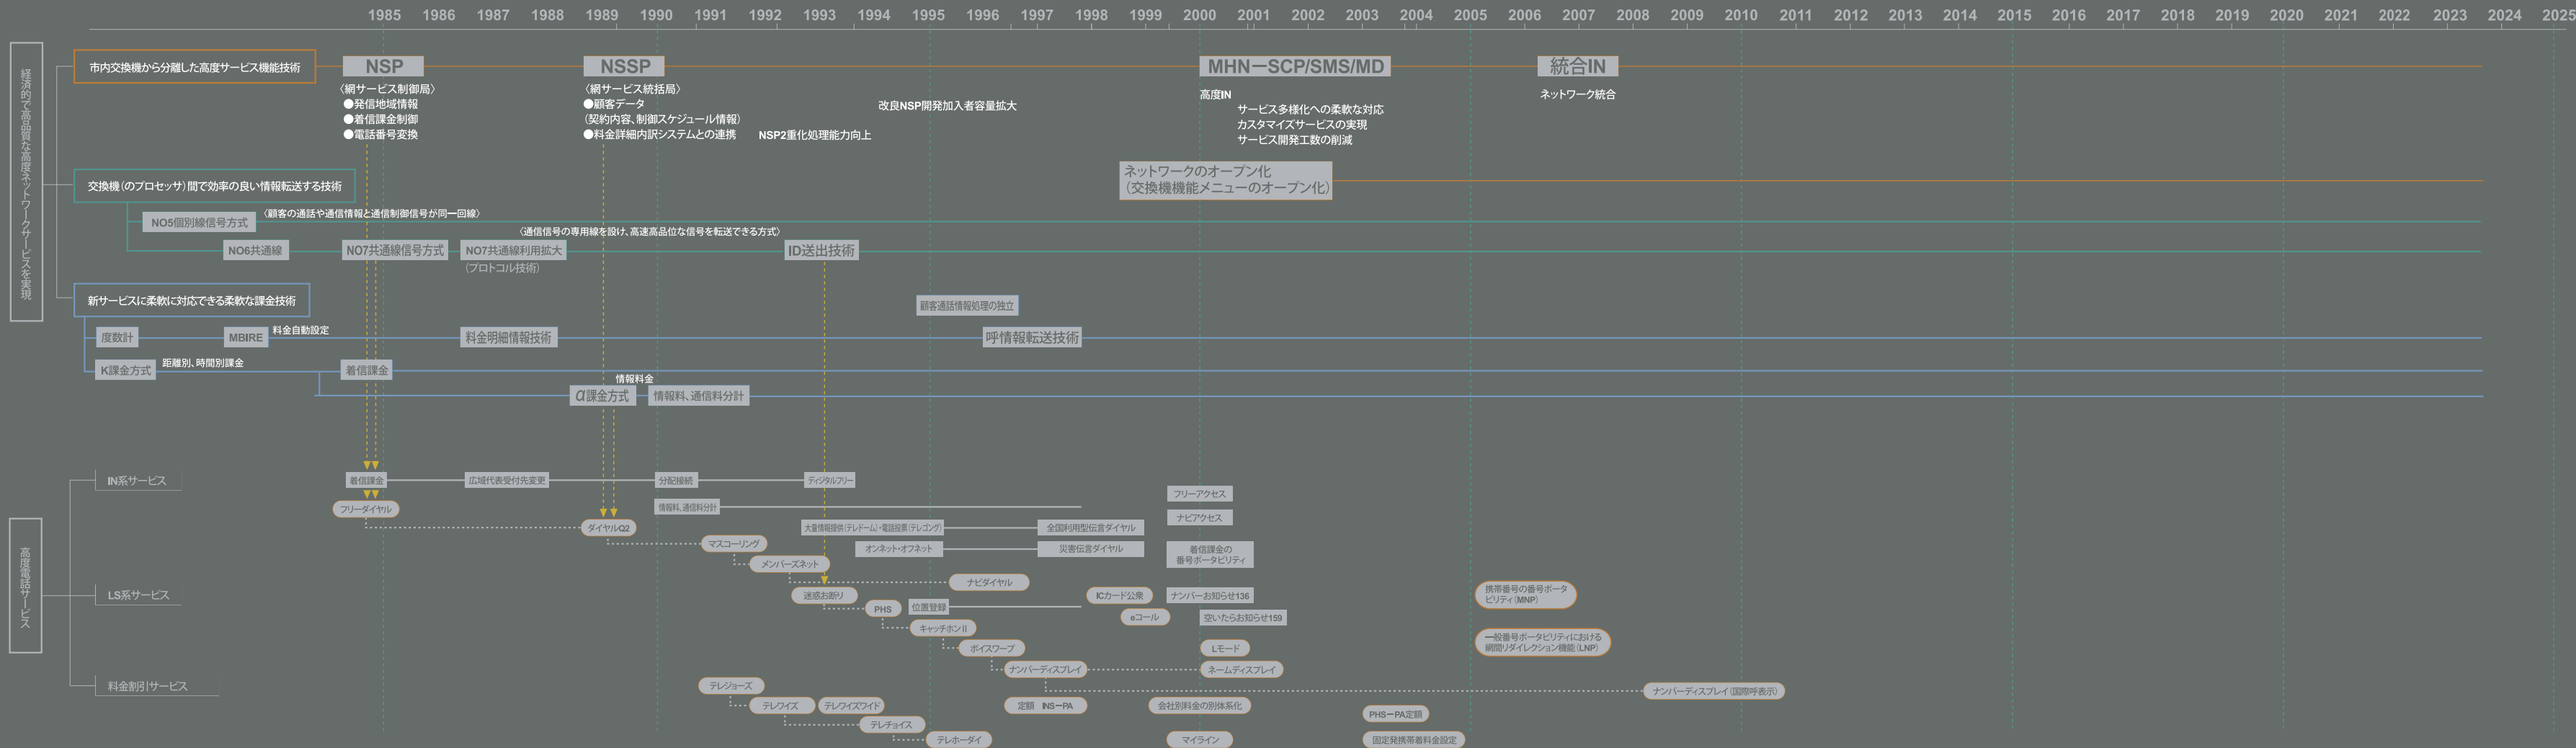 1985 1986 1987 1988 1989 1990 1991 1992 1993 1994 1995 1996 1997 1998 1999 2000 2001 2002 2003 2004 2005 2006 2007 2008 2009 2010 2011 2012 2013 2014 2015 2016 2017 2018 2019 2020 2021 2022 2023 2024 2025
経済的で高品質な高度ネットワークサービスを実現
市内交換機から分離した高度サービス機能技術
NSP
〈網サービス制御局〉
●発信地域情報
●着信課金制御
●電話番号変換
NSSP
〈網サービス統括局〉
●顧客データ
(契約内容、制御スケジュール情報)
●料金詳細内訳システムとの連携
NSP2重化処理能力向上
改良NSP開発加入者容量拡大
MHNーSCP/SMS/MD
高度IN
サービス多様化への柔軟な対応
カスタマイズサービスの実現
サービス開発工数の削減
統合IN
ネットワーク統合
交換機(のプロセッサ)間で効率の良い情報転送する技術
ネットワークのオープン化
(交換機機能メニューのオープン化)
NO5個別線信号方式
〈顧客の通話や通信情報と通信制御信号が同一回線〉
〈通信信号の専用線を設け、高速高品位な信号を転送できる方式〉
NO6共通線
NO7共通線信号方式
NO7共通線利用拡大
(プロトコル技術)
ID送出技術
新サービスに柔軟に対応できる柔軟な課金技術
顧客通話情報処理の独立
度数計
MBIRE
料金自動設定
料金明細情報技術
呼情報転送技術
K課金方式
距離別、時間別課金
着信課金
情報料金
α課金方式
情報料、通信料分計
高度電話サービス
IN系サービス
着信課金
広域代表受付先変更
分配接続
ディジタルフリー
フリーアクセス
フリーダイヤル
情報料、通信料分計
ナビアクセス
ダイヤルQ2
大量情報提供(テレドーム)・電話投票(テレゴング)
全国利用型伝言ダイヤル
マスコーリング
オンネット・オフネット
災害伝言ダイヤル
着信課金の
番号ポータビリティ
メンバーズネット
ナビダイヤル
LS系サービス
迷惑お断り
ICカード公衆
ナンバーお知らせ136
携帯番号の番号ポータ
ビリティ(MNP)
PHS
位置登録
eコール
空いたらお知らせ159
キャッチホンⅡ
一般番号ポータビリティにおける
網間リダイレクション機能(LNP)
ボイスワープ
Lモード
ナンバーディスプレイ
ネームディスプレイ
料金割引サービス
テレジョーズ
ナンバーディスプレイ(国際呼表示)
テレワイズ
テレワイズワイド
定額 INSーPA
会社別料金の別体系化
PHSーPA定額
テレチョイス
テレホーダイ
マイライン
固定発携帯着料金設定